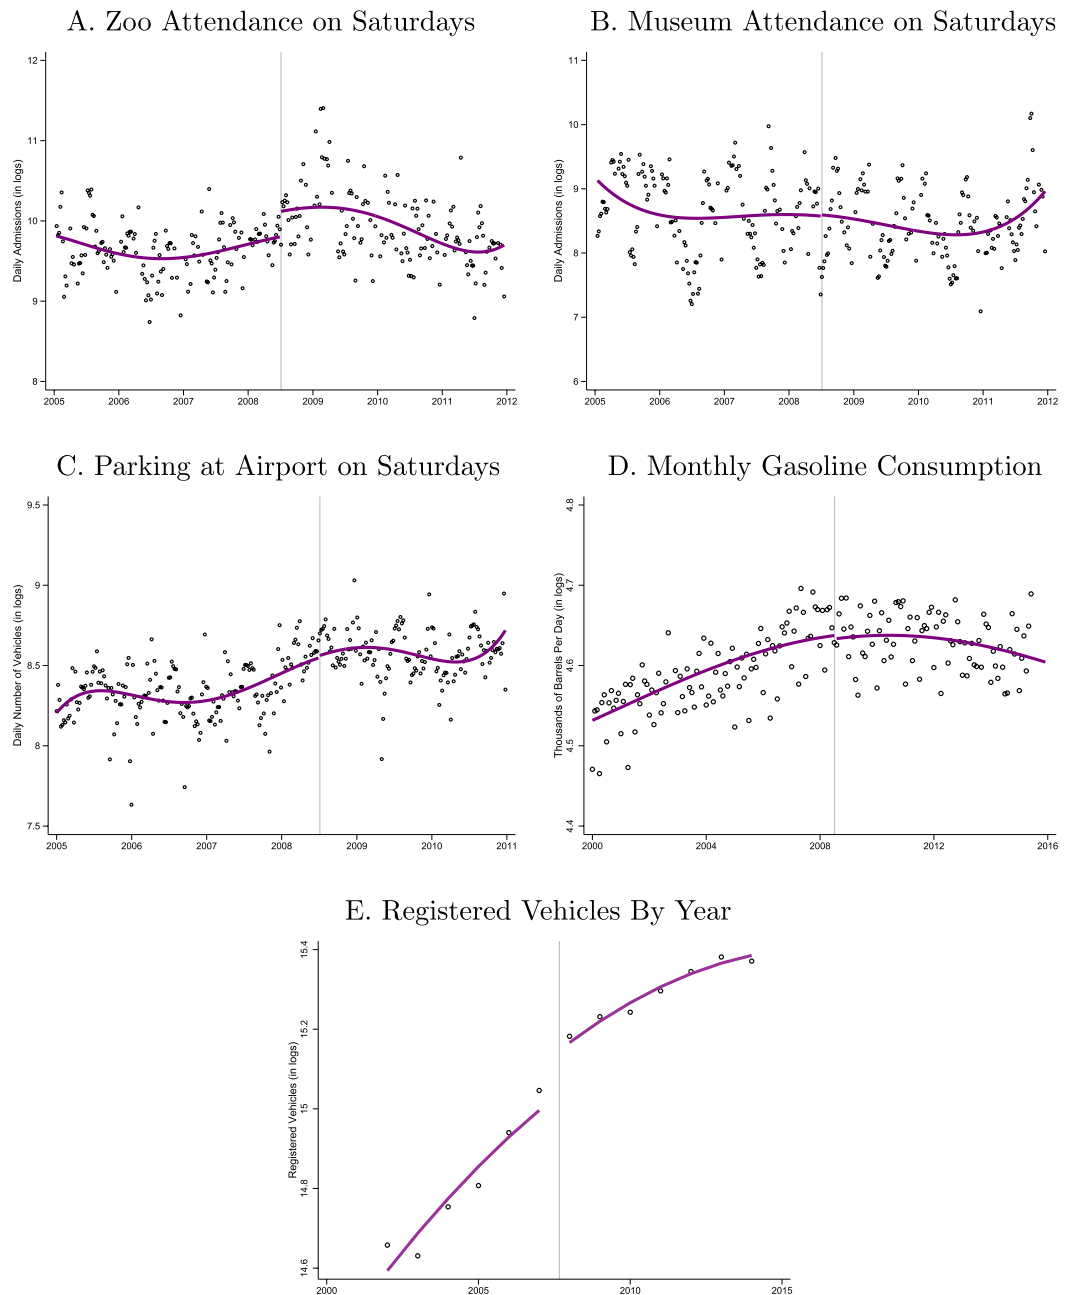 A. Zoo Attendance on Saturdays
Daily Admissions (in logs)
12
11
10
9
8
2005 2006 2007 2008 2009 2010 2011 2012
B. Museum Attendance on Saturdays
Daily Admissions (in logs)
11
10
9
8
7
6
2005 2006 2007 2008 2009 2010 2011 2012
C. Parking at Airport on Saturdays
Daily Number of Vehicles (in logs)
9.5
9
8.5
8
7.5
2005 2006 2007 2008 2009 2010 2011
D. Monthly Gasoline Consumption
Thousands of Barrels Per Day (in logs)
4.8
4.7
4.6
4.5
4.4
2000 2004 2008 2012 2016
E. Registered Vehicles By Year
Registered Vehicles (in logs)
15.4
15.2
15
14.8
14.6
2000 2005 2010 2015